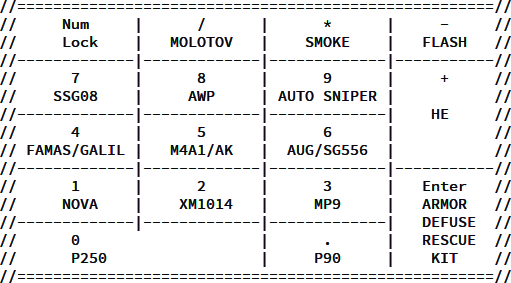 //=====================================================//
//     Num     |      /      |      *      |     -     //
//     Lock    |   MOLOTOV   |    SMOKE    |   FLASH   //
//-------------|-------------|-------------|-----------//
//      7      |      8      |      9      |     +     //
//    SSG08    |     AWP     | AUTO SNIPER |           //
//-------------|-------------|-------------|    HE     //
//      4      |      5      |      6      |           //
// FAMAS/GALIL |   M4A1/AK   |  AUG/SG556  |           //
//-------------|-------------|-------------|-----------//
//      1      |      2      |      3      |   Enter   //
//     NOVA    |    XM1014   |     MP9     |   ARMOR   //
//-------------|-------------|-------------|   DEFUSE  //
//      0                    |      .      |   RESCUE  //
//      P250                 |     P90     |    KIT    //
//=====================================================//